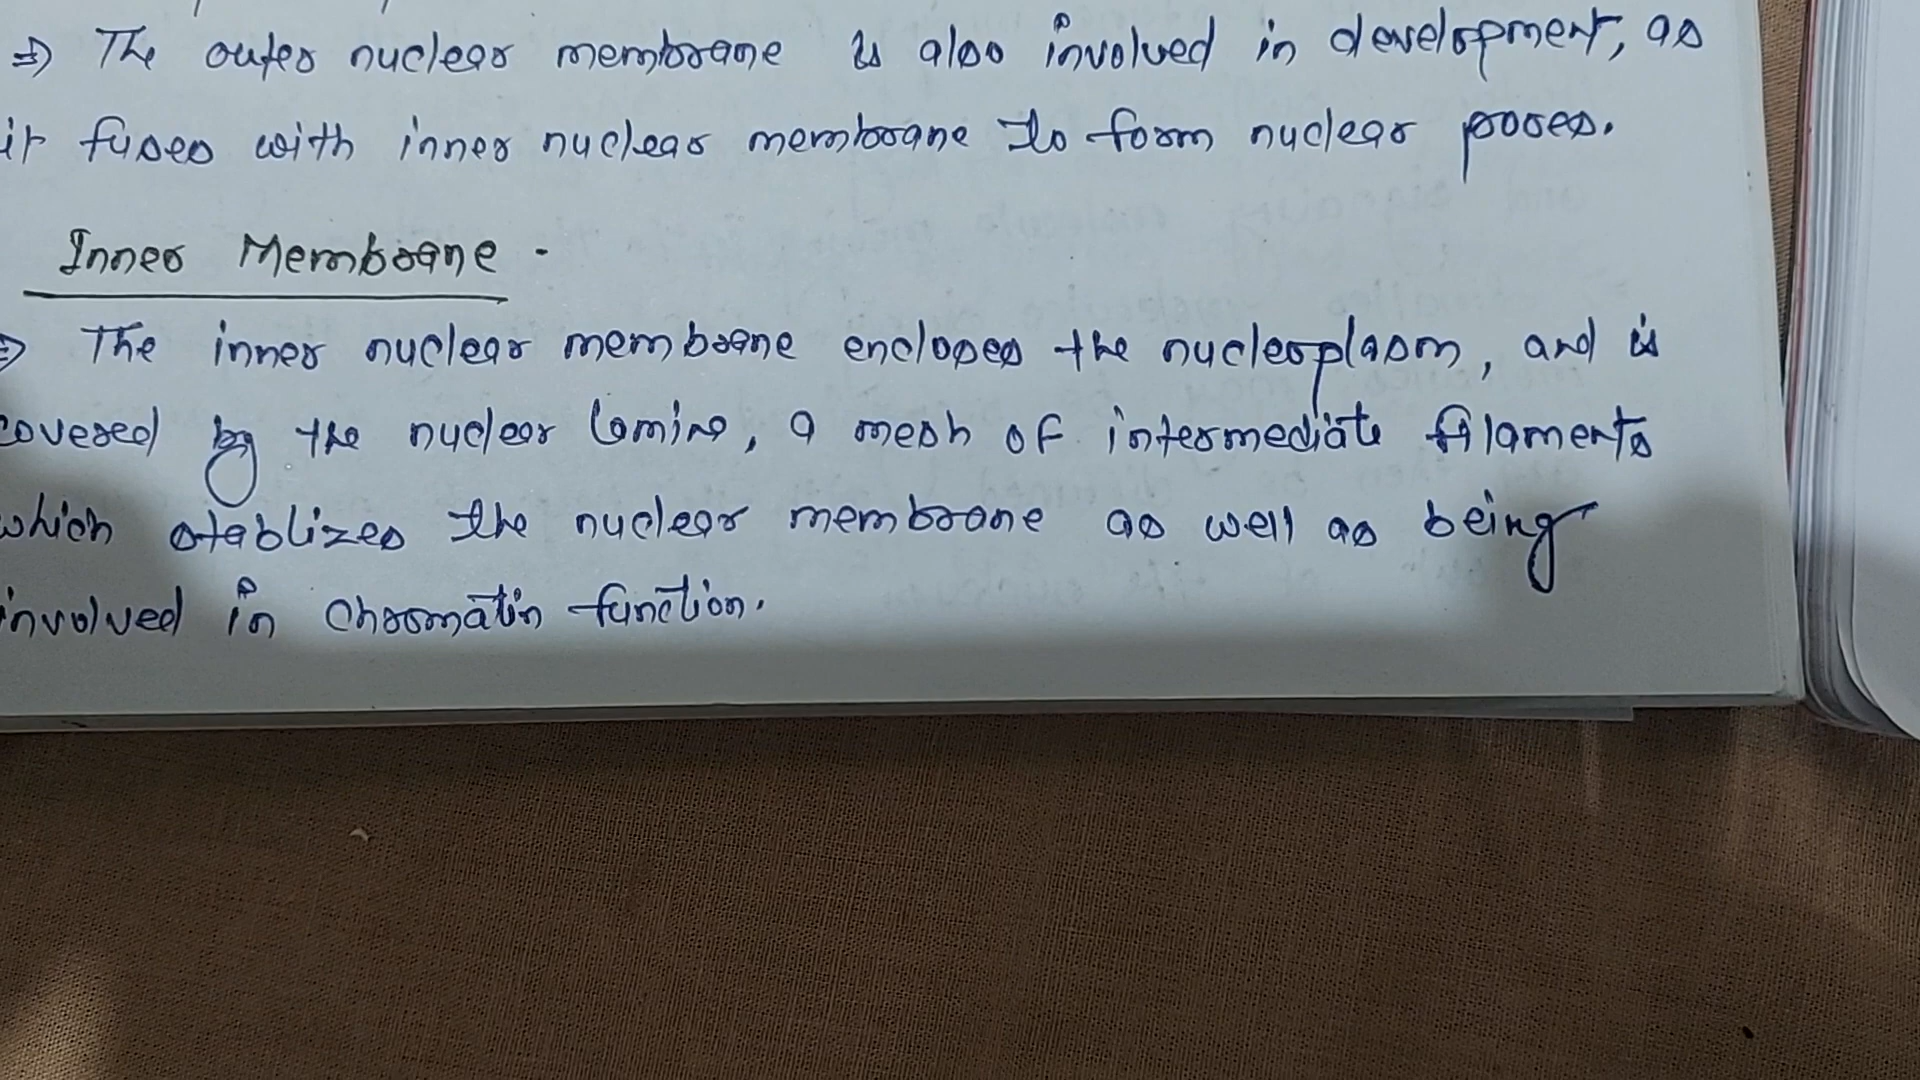 ⇒ The outer nuclear membrane is also involved in development, as
it fuses with inner nuclear membrane to form nuclear pores.
Inner Membrane -
⇒ The inner nuclear membrane encloses the nucleoplasm, and is
covered by the nuclear lamina, a mesh of intermediate filaments
which stablizes the nuclear membrane as well as being
involved in chromatin function.